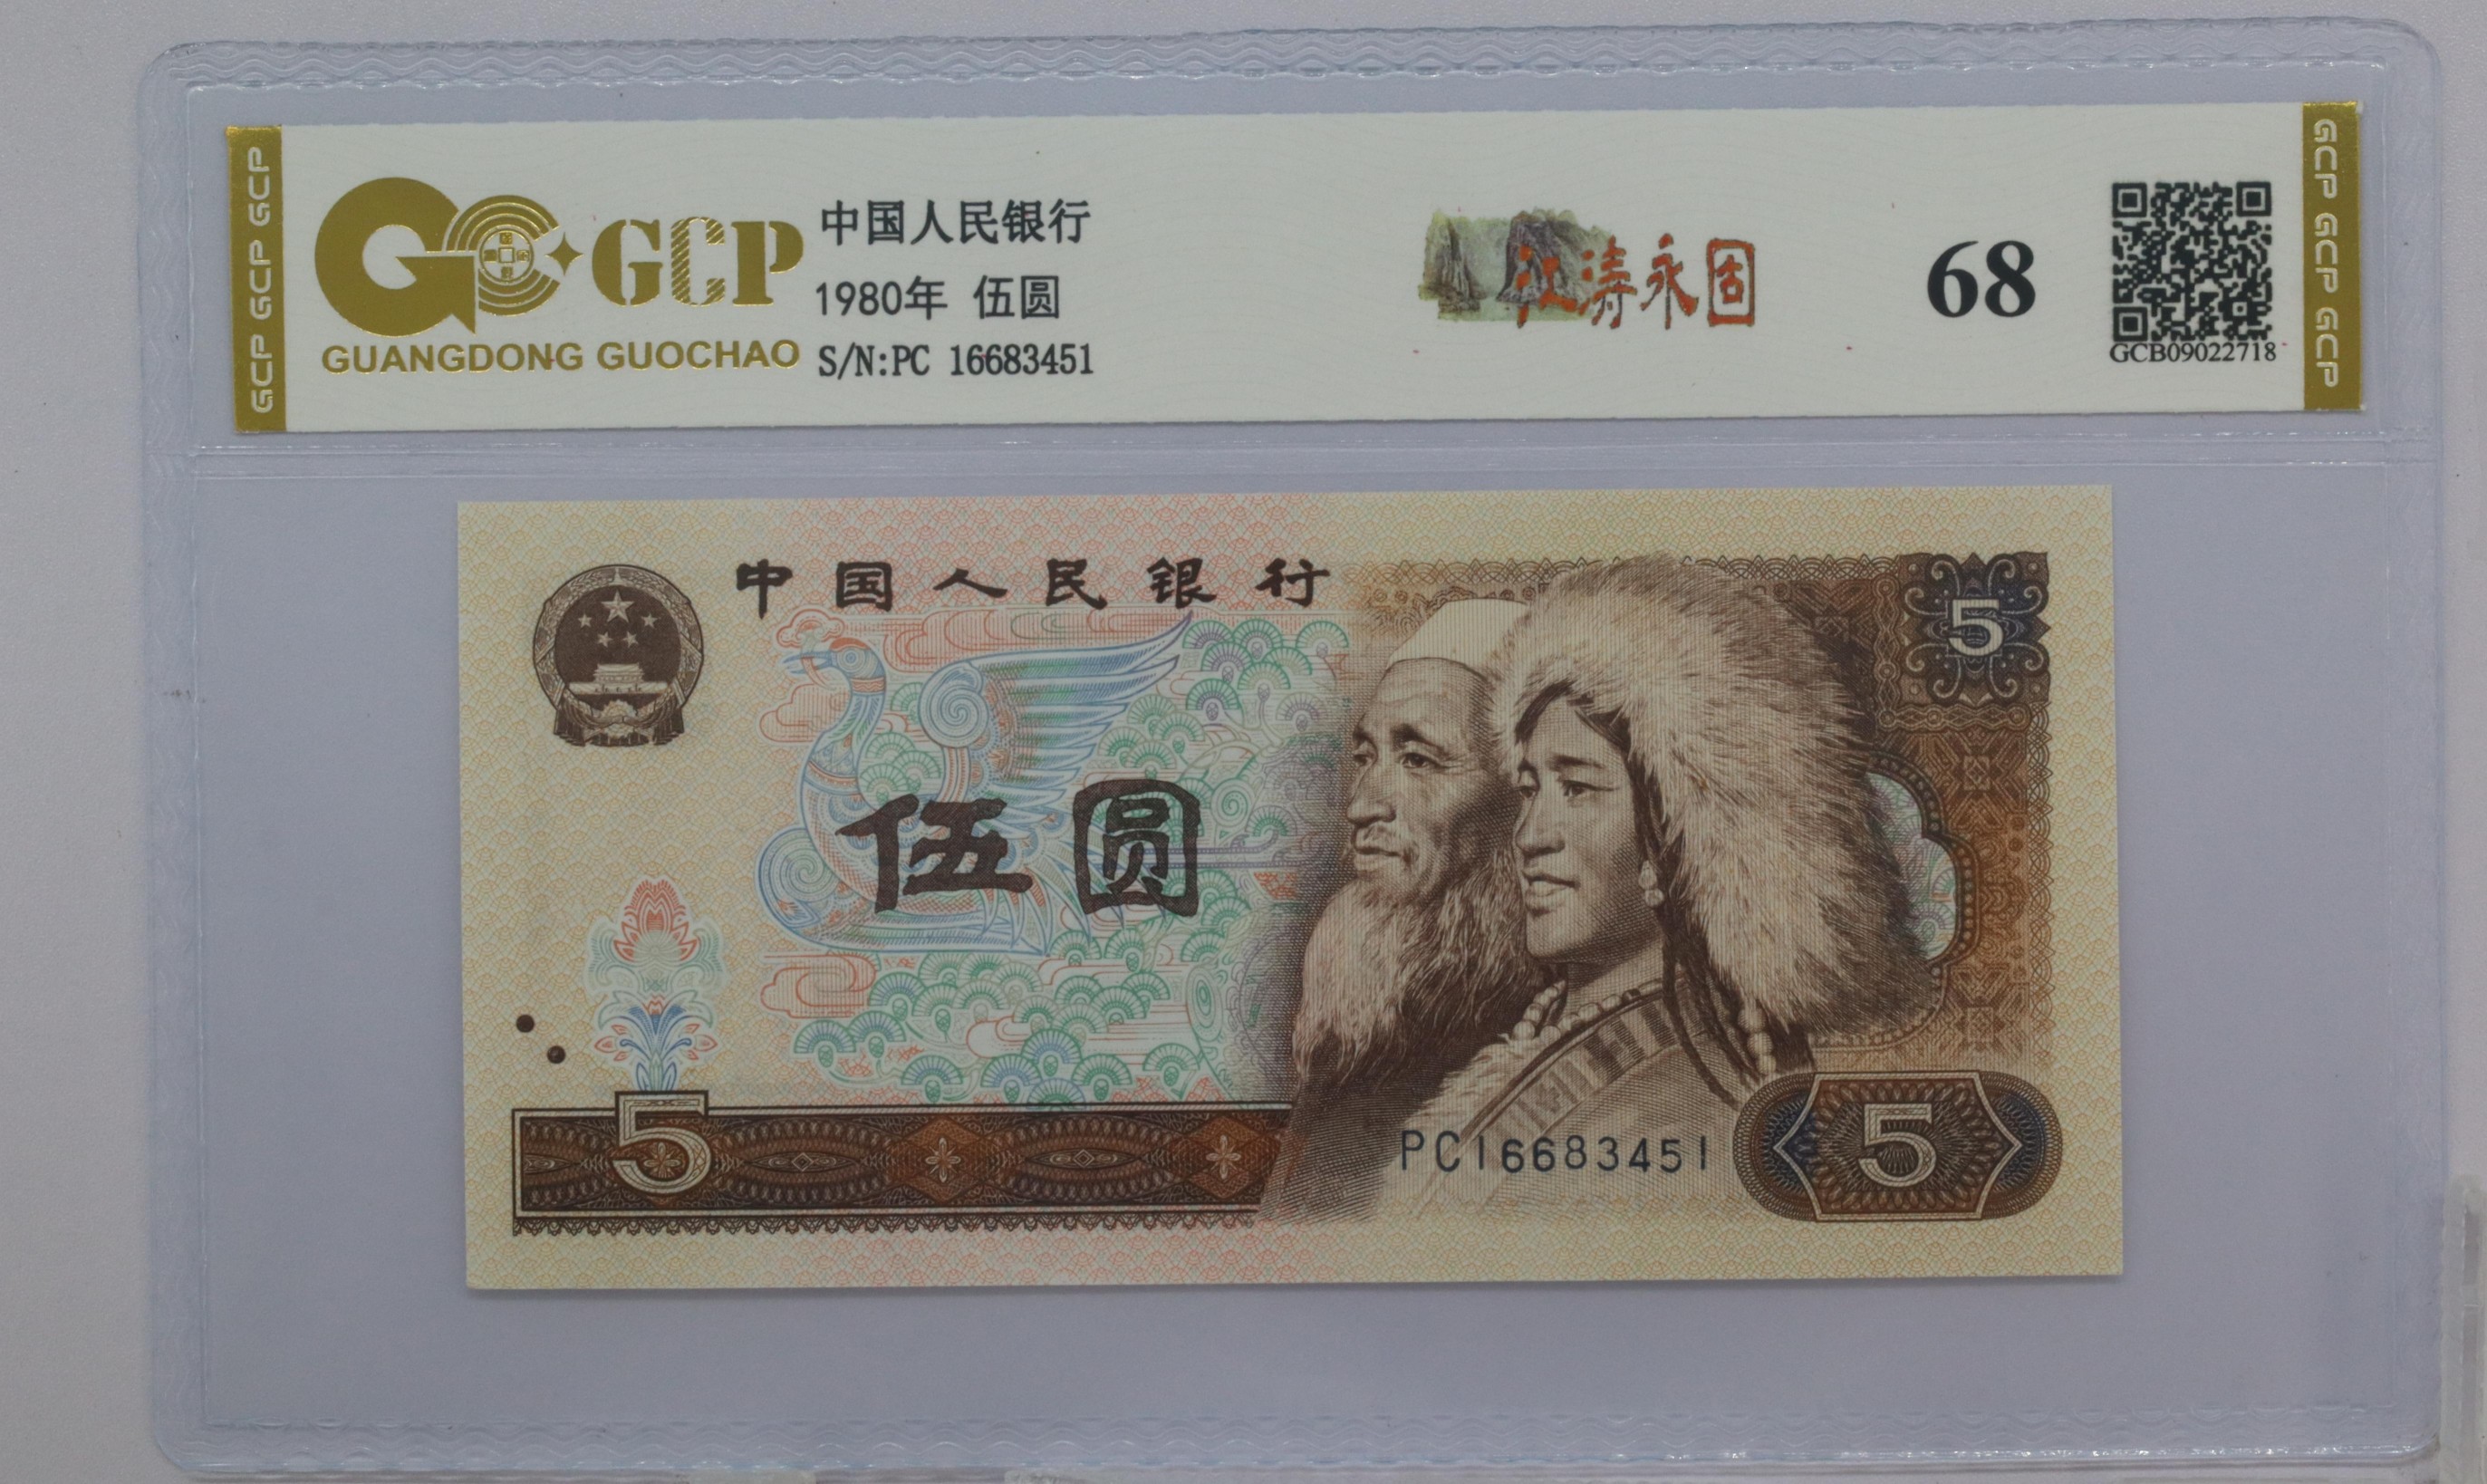 GCP GCP GCP
GCP
GUANGDONG GUOCHAO
中国人民银行
1980年 伍圆
S/N:PC 16683451
江涛永固
68
GCB09022718
GCP GCP GCP
中国人民银行
5
伍圆
5
PC16683451
5